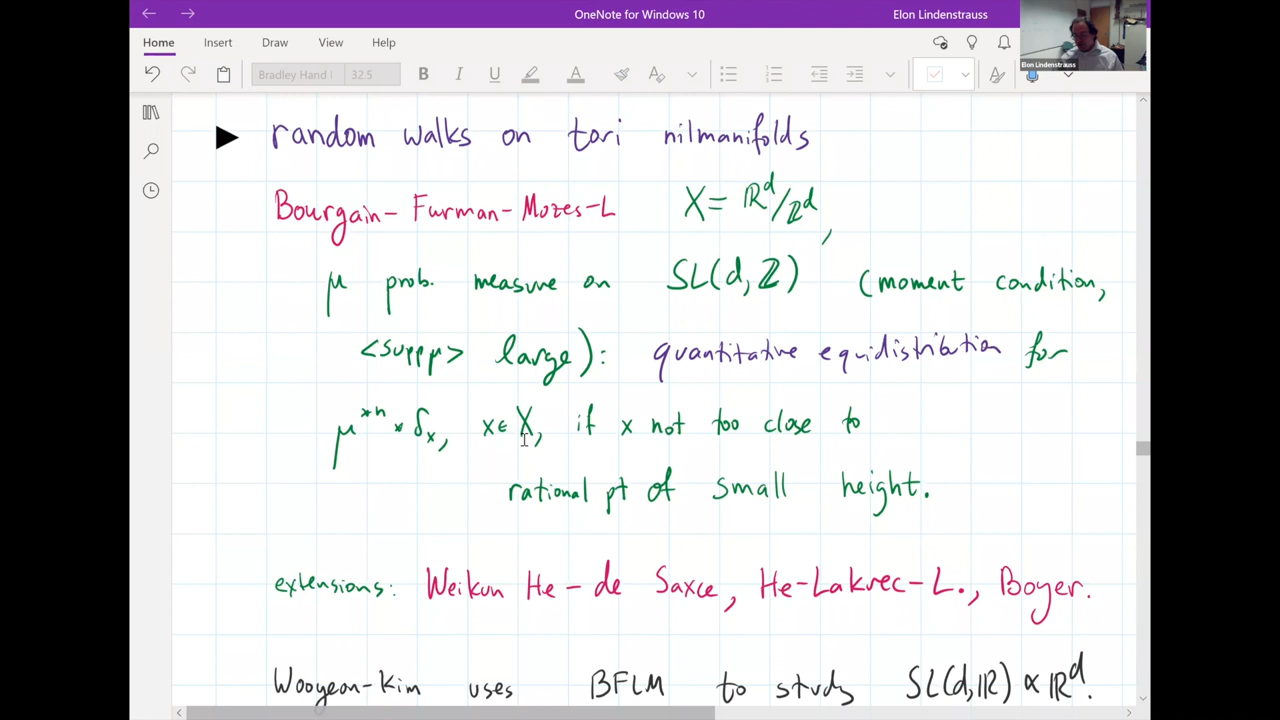 OneNote for Windows 10
Elon Lindenstrauss
Home Insert Draw View Help
Elon Lindenstrauss
Bradley Hand 32.5 B I U A A
random walks on tori nilmanifolds
Bourgain-Furman-Mozes-L X = ℝ^d/ℤ^d,
μ prob. measure on SL(d,ℤ) (moment condition,
<suppμ> large): quantitative equidistribution for
μ^{*n} * δ_x, x∈X, if x not too close to
rational pt of small height.
extensions: Weikun He - de Saxce, He-Lakrec-L., Boyer.
Wooyeon-Kim uses BFLM to study SL(d,ℝ) ∝ ℝ^d.